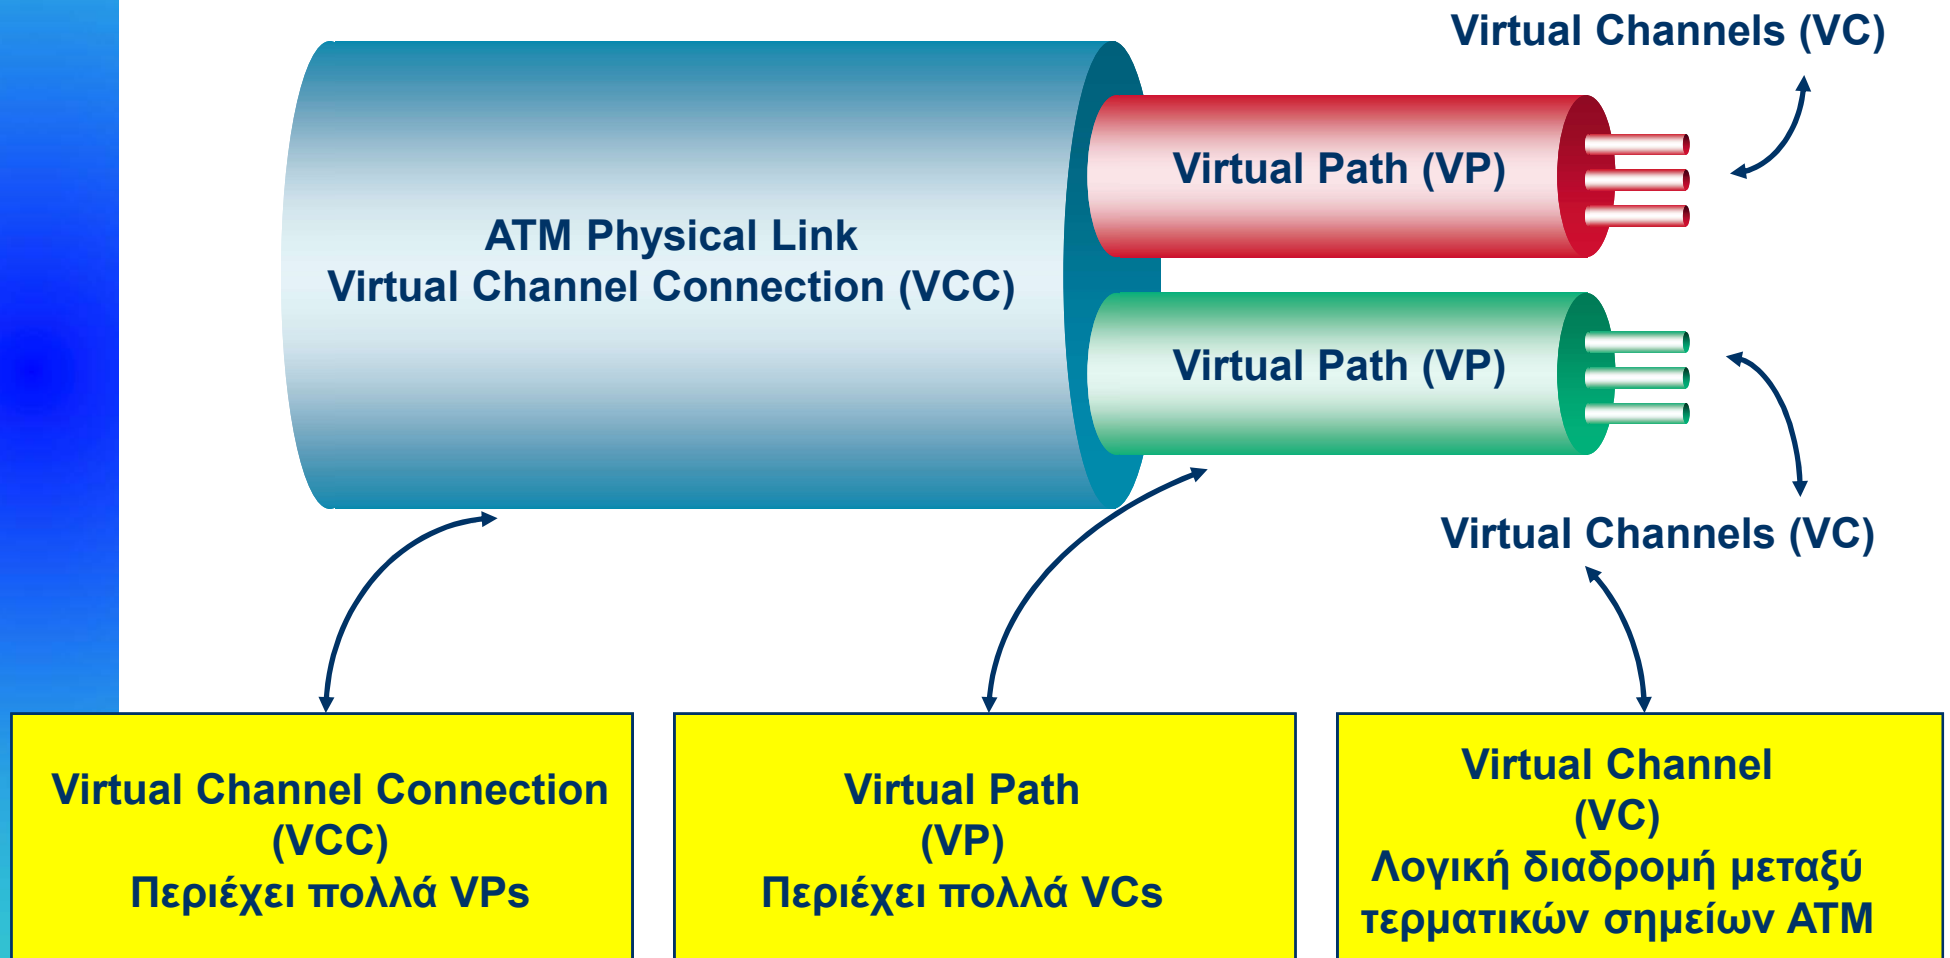 Virtual Channels (VC)
Virtual Path (VP)
ATM Physical Link
Virtual Channel Connection (VCC)
Virtual Path (VP)
Virtual Channels (VC)
Virtual Channel Connection
(VCC)
Περιέχει πολλά VPs
Virtual Path
(VP)
Περιέχει πολλά VCs
Virtual Channel
(VC)
Λογική διαδρομή μεταξύ
τερματικών σημείων ATM